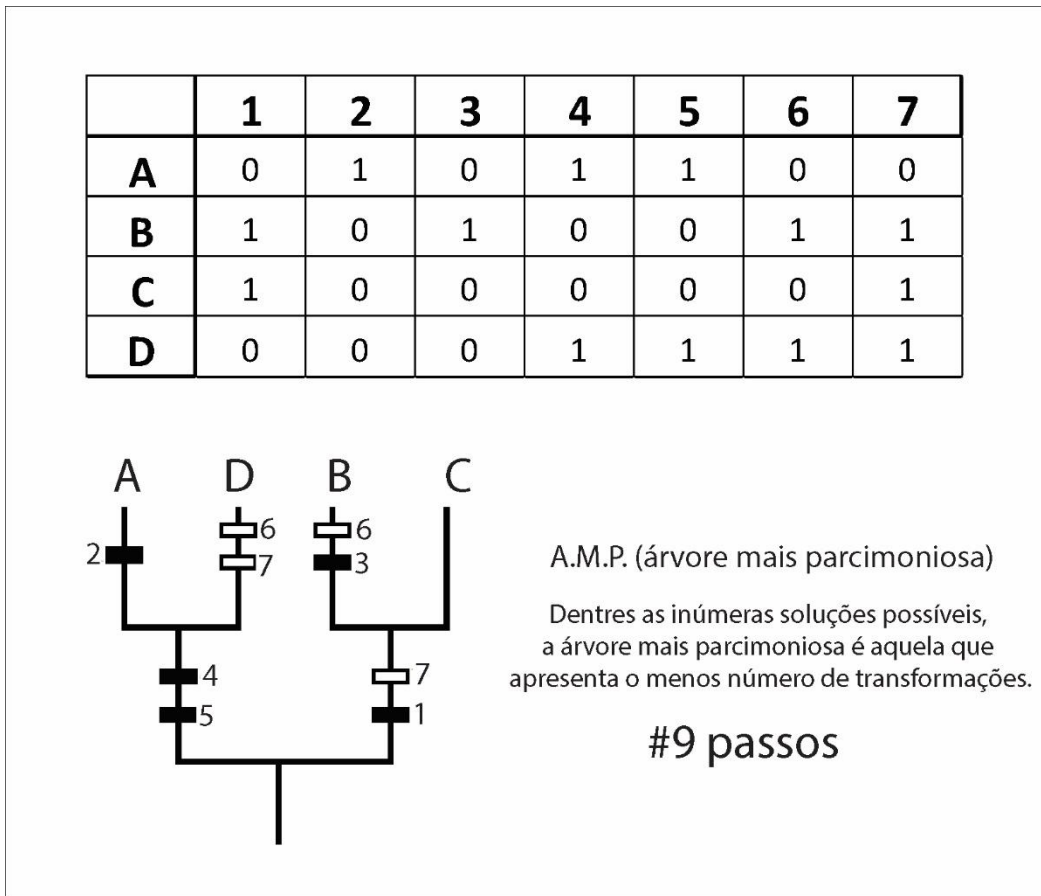 1 2 3 4 5 6 7
A 0 1 0 1 1 0 0
B 1 0 1 0 0 1 1
C 1 0 0 0 0 0 1
D 0 0 0 1 1 1 1
A D B C
6 6
2 7 3
4 7
5 1
A.M.P. (árvore mais parcimoniosa)
Dentres as inúmeras soluções possíveis,
a árvore mais parcimoniosa é aquela que
apresenta o menos número de transformações.
#9 passos